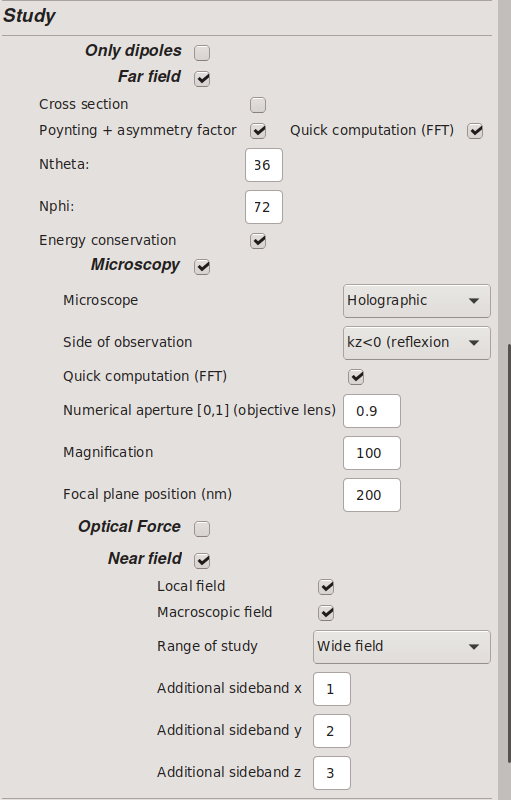 Study
Only dipoles
Far field
Cross section
Poynting + asymmetry factor Quick computation (FFT)
Ntheta: 36
Nphi: 72
Energy conservation
Microscopy
Microscope Holographic
Side of observation kz<0 (reflexion
Quick computation (FFT)
Numerical aperture [0,1] (objective lens) 0.9
Magnification 100
Focal plane position (nm) 200
Optical Force
Near field
Local field
Macroscopic field
Range of study Wide field
Additional sideband x 1
Additional sideband y 2
Additional sideband z 3